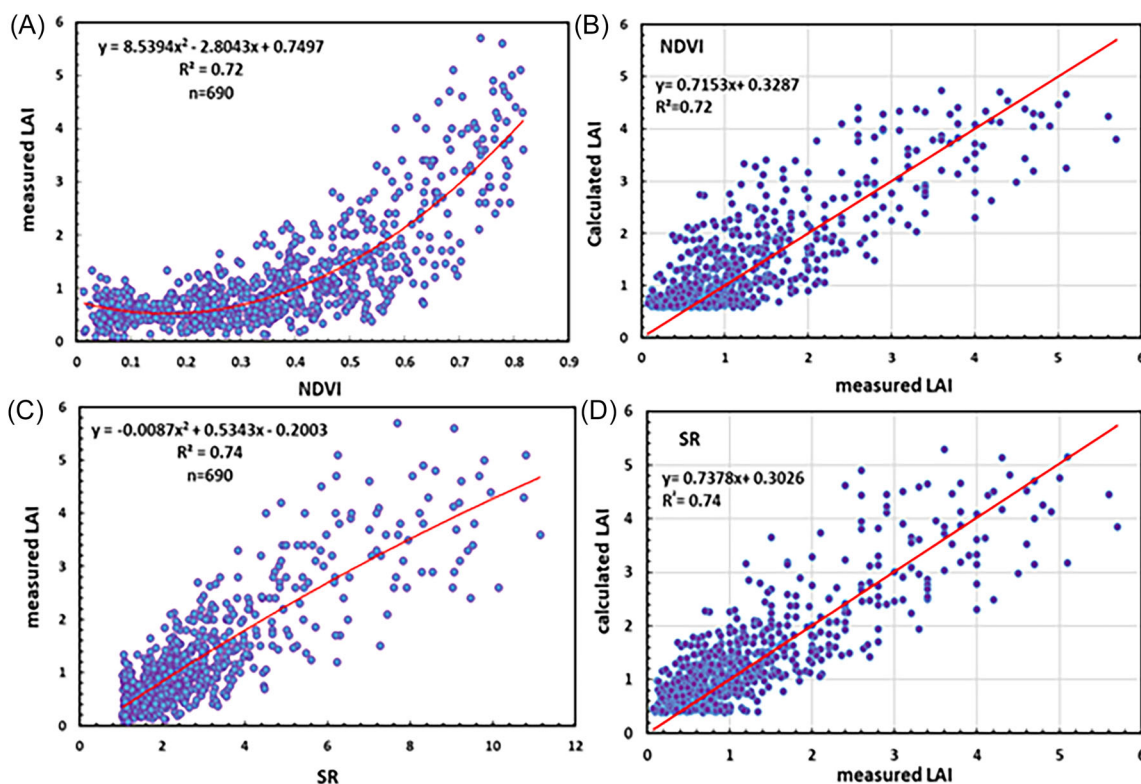 (A)
6
5
4
3
2
1
0
measured LAI
y = 8.5394x² - 2.8043x + 0.7497
R² = 0.72
n=690
0 0.1 0.2 0.3 0.4 0.5 0.6 0.7 0.8 0.9
NDVI
(B)
6
5
4
3
2
1
0
Calculated LAI
NDVI
y= 0.7153x+ 0.3287
R²=0.72
0 1 2 3 4 5 6
measured LAI
(C)
6
5
4
3
2
1
0
measured LAI
y = -0.0087x² + 0.5343x - 0.2003
R² = 0.74
n=690
0 2 4 6 8 10 12
SR
(D)
6
5
4
3
2
1
0
calculated LAI
SR
y= 0.7378x+ 0.3026
R²= 0.74
0 1 2 3 4 5 6
measured LAI